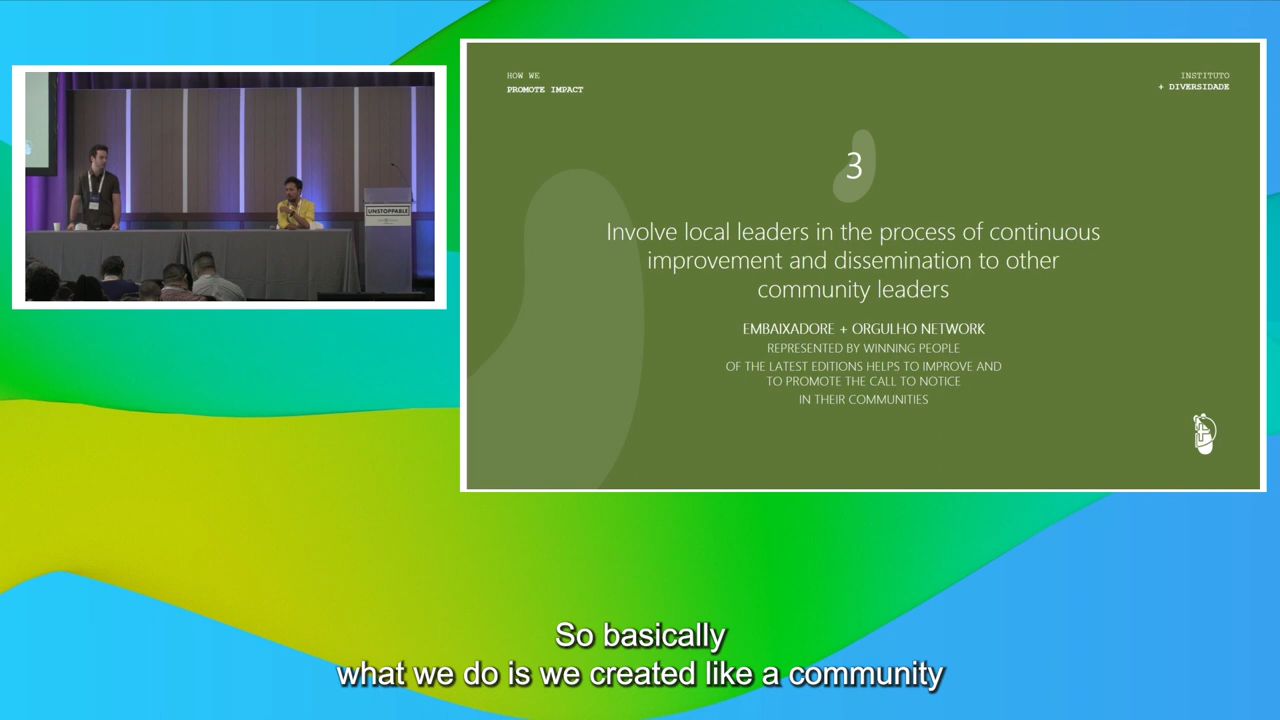 UNSTOPPABLE
HOW WE
PROMOTE IMPACT
INSTITUTO
+ DIVERSIDADE
3
Involve local leaders in the process of continuous
improvement and dissemination to other
community leaders
EMBAIXADORE + ORGULHO NETWORK
REPRESENTED BY WINNING PEOPLE
OF THE LATEST EDITIONS HELPS TO IMPROVE AND
TO PROMOTE THE CALL TO NOTICE
IN THEIR COMMUNITIES
So basically
what we do is we created like a community